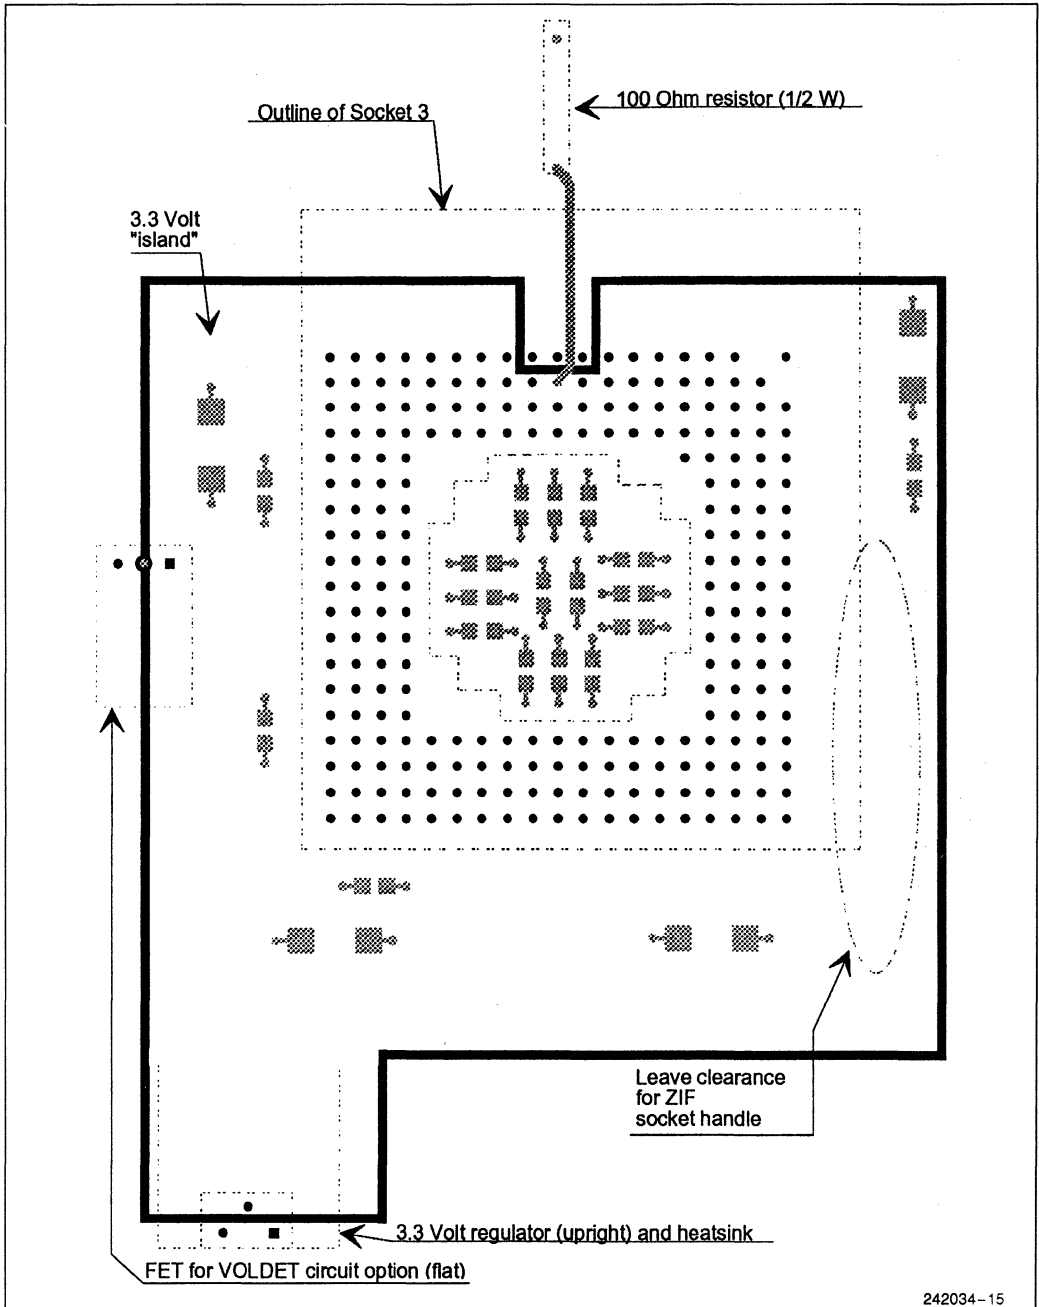 100 Ohm resistor (1/2 W)
Outline of Socket 3
3.3 Volt
"island"
Leave clearance
for ZIF
socket handle
3.3 Volt regulator (upright) and heatsink
FET for VOLDET circuit option (flat)
242034-15